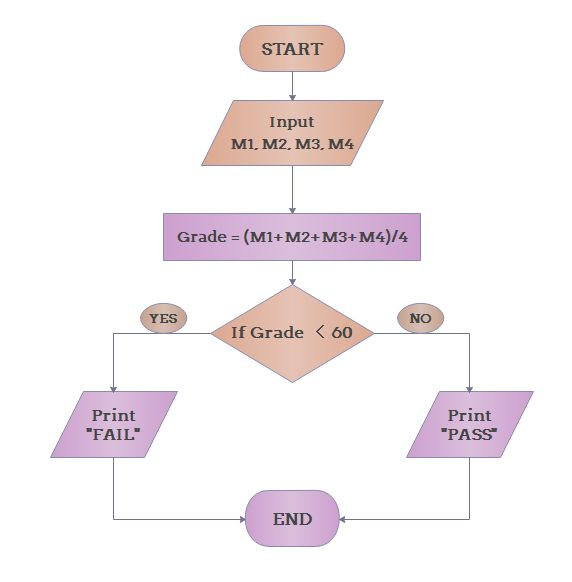 START
Input
M1, M2, M3, M4
Grade = (M1+M2+M3+M4)/4
If Grade < 60
YES
NO
Print
"FAIL"
Print
"PASS"
END